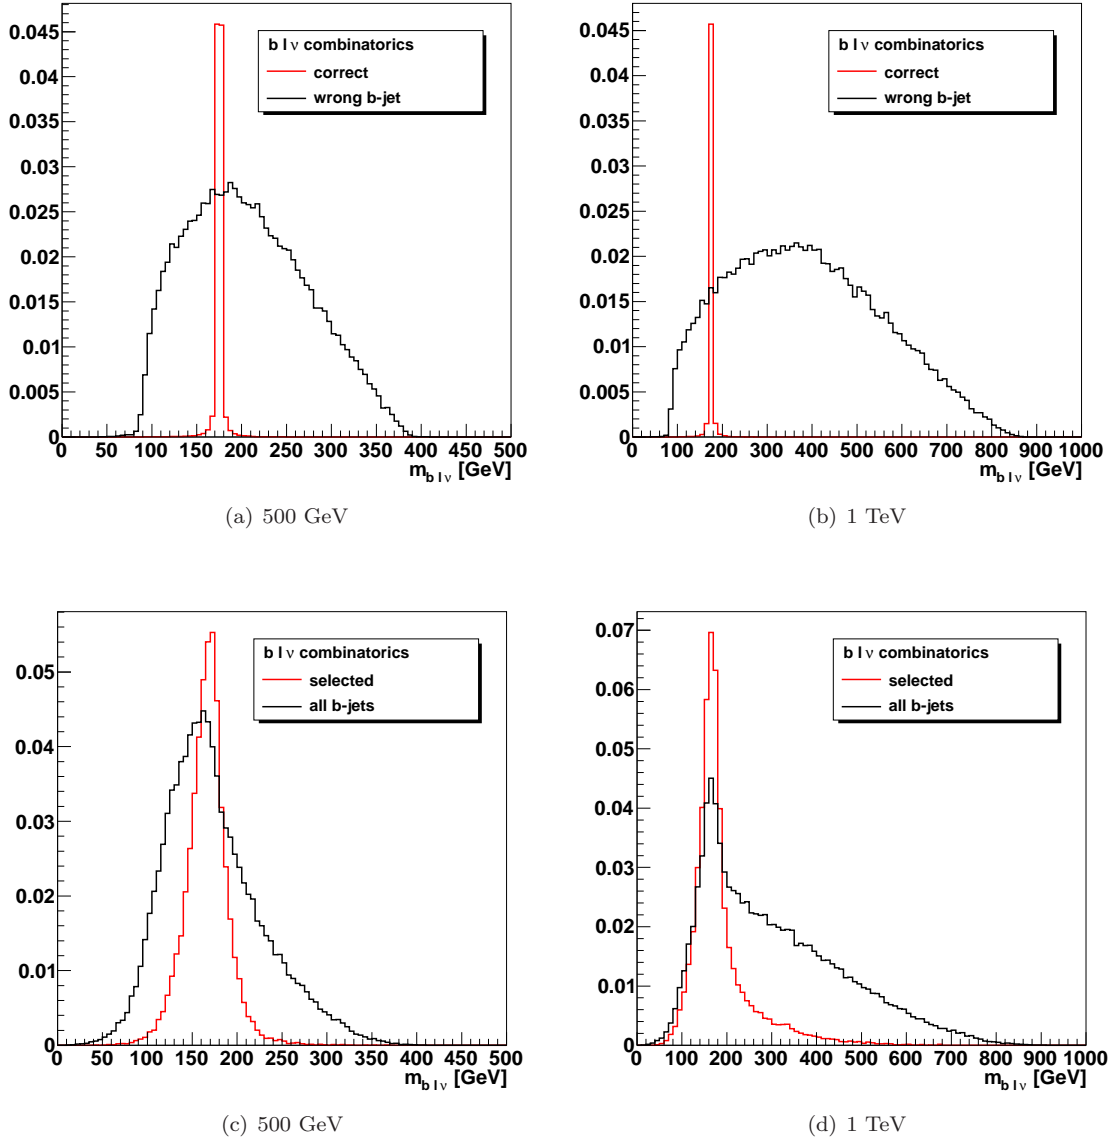 0.045
0.04
0.035
0.03
0.025
0.02
0.015
0.01
0.005
0
b l ν combinatorics
correct
wrong b-jet
0 50 100 150 200 250 300 350 400 450 500
m b l ν [GeV]
(a) 500 GeV
0.045
0.04
0.035
0.03
0.025
0.02
0.015
0.01
0.005
0
b l ν combinatorics
correct
wrong b-jet
0 100 200 300 400 500 600 700 800 900 1000
m b l ν [GeV]
(b) 1 TeV
0.05
0.04
0.03
0.02
0.01
0
b l ν combinatorics
selected
all b-jets
0 50 100 150 200 250 300 350 400 450 500
m b l ν [GeV]
(c) 500 GeV
0.07
0.06
0.05
0.04
0.03
0.02
0.01
0
b l ν combinatorics
selected
all b-jets
0 100 200 300 400 500 600 700 800 900 1000
m b l ν [GeV]
(d) 1 TeV